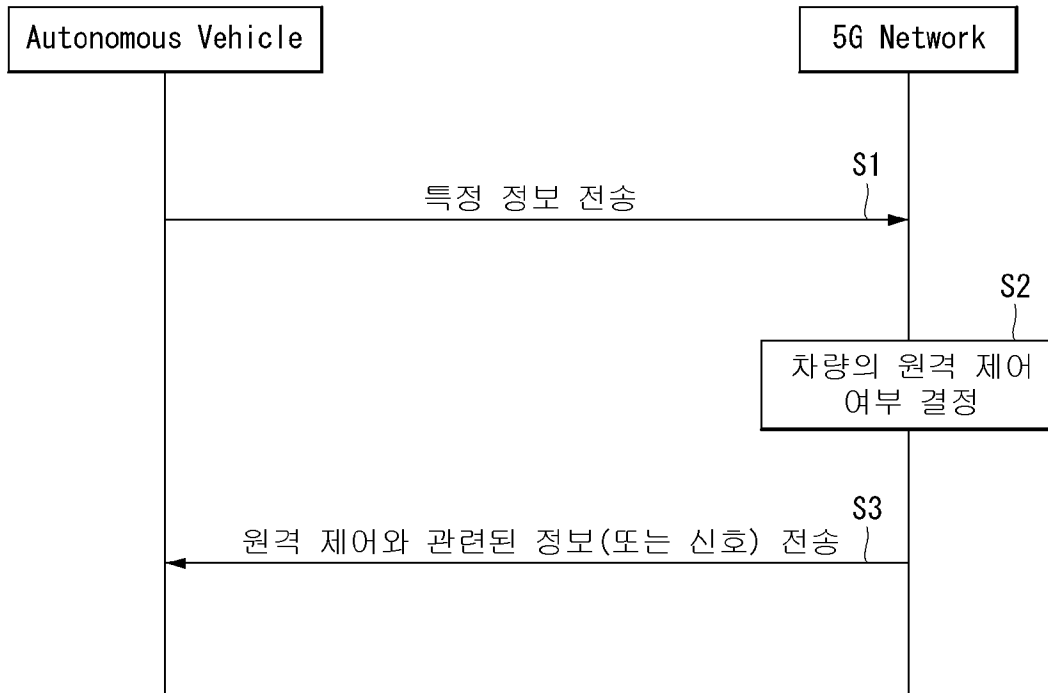 Autonomous Vehicle
5G Network
S1
특정 정보 전송
S2
차량의 원격 제어
여부 결정
S3
원격 제어와 관련된 정보(또는 신호) 전송